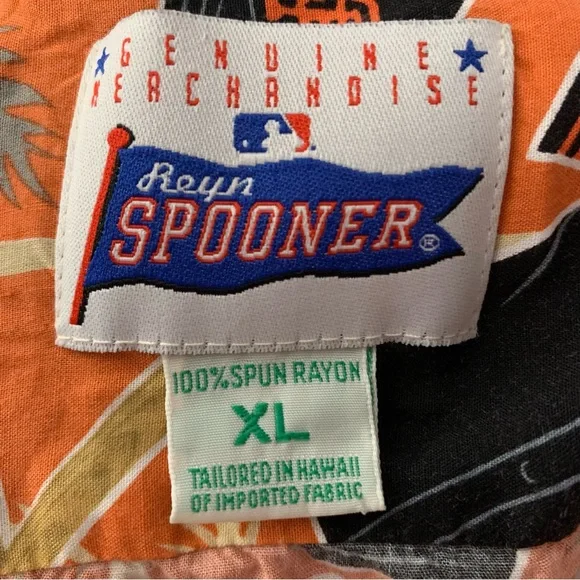 GENUINE
MERCHANDISE
Reyn
SPOONER®
100% SPUN RAYON
XL
TAILORED IN HAWAII
OF IMPORTED FABRIC